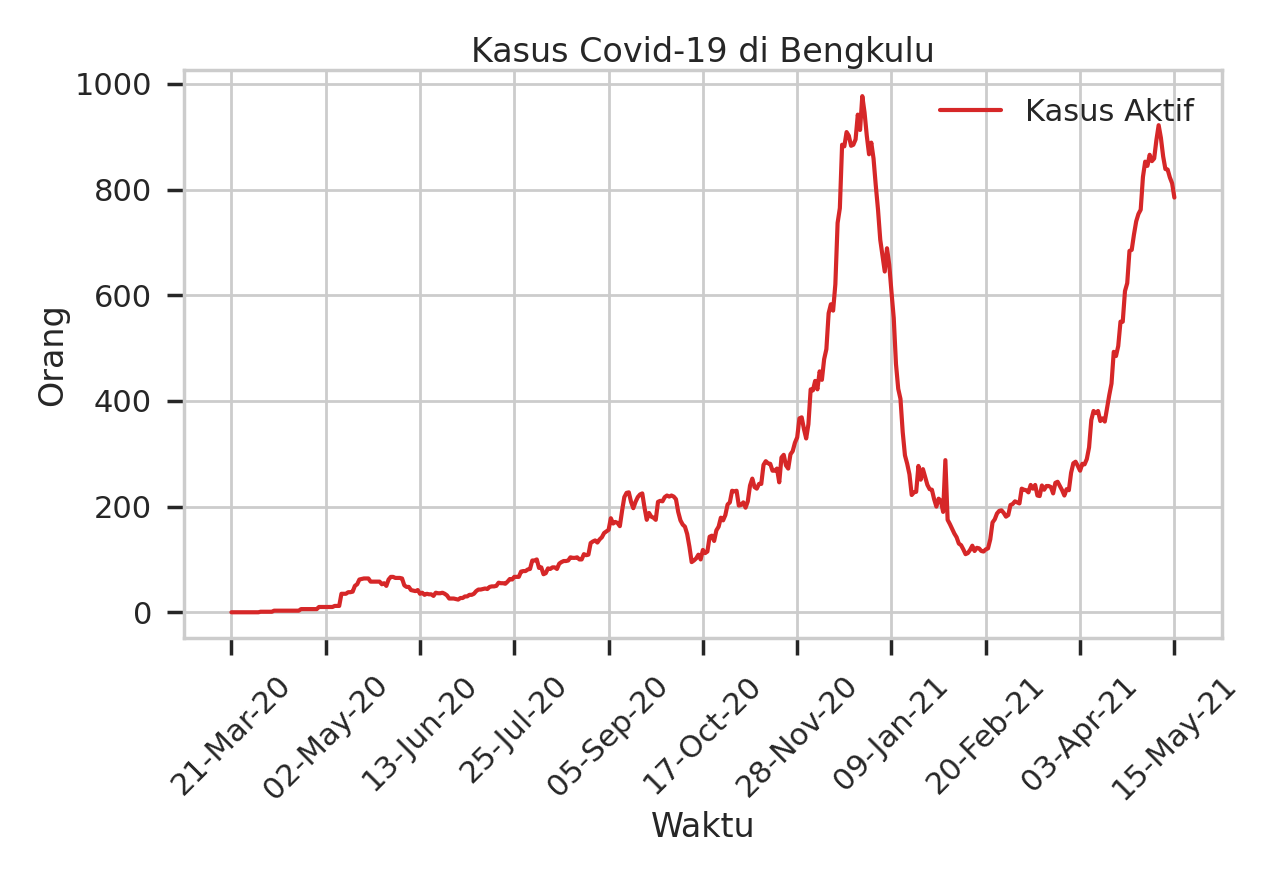 Kasus Covid-19 di Bengkulu
Kasus Aktif
1000
800
600
400
200
0
Orang
21-Mar-20
02-May-20
13-Jun-20
25-Jul-20
05-Sep-20
17-Oct-20
28-Nov-20
09-Jan-21
20-Feb-21
03-Apr-21
15-May-21
Waktu